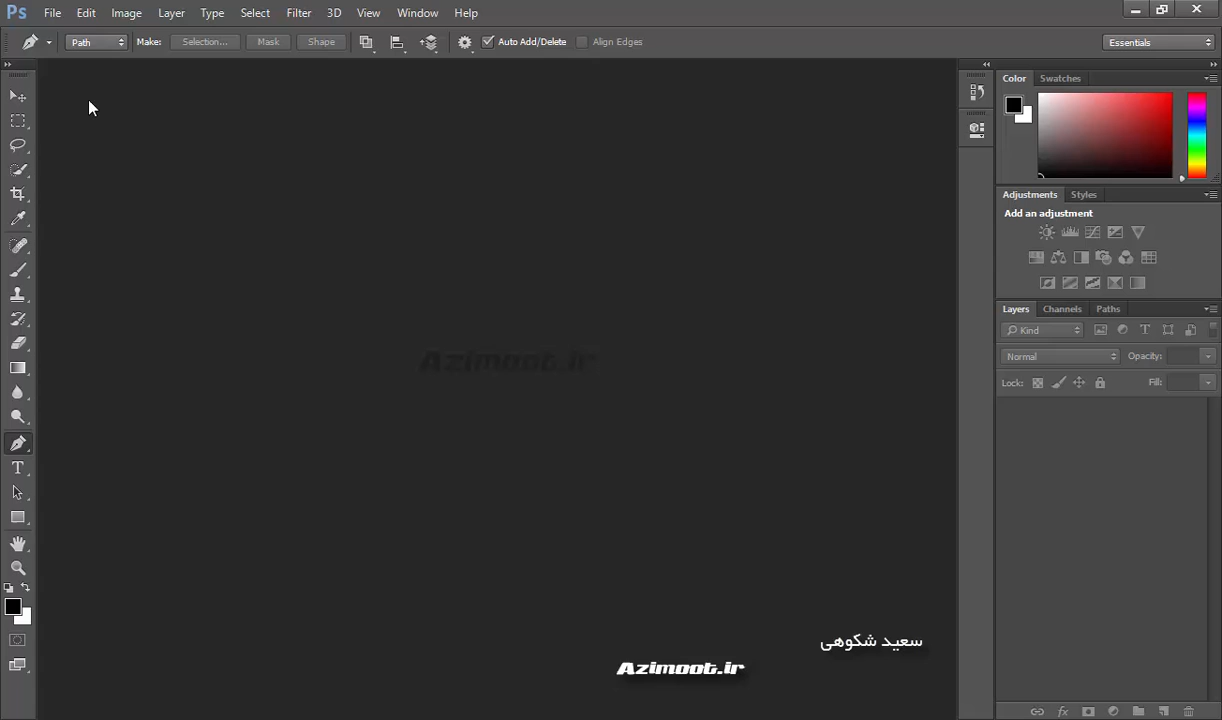 Ps File Edit Image Layer Type Select Filter 3D View Window Help
Path Make: Selection... Mask Shape Auto Add/Delete Align Edges Essentials
Color Swatches
Adjustments Styles
Add an adjustment
Layers Channels Paths
Kind
Normal Opacity:
Lock: Fill:
Azimoot.ir
سعید شکوهی
Azimoot.ir